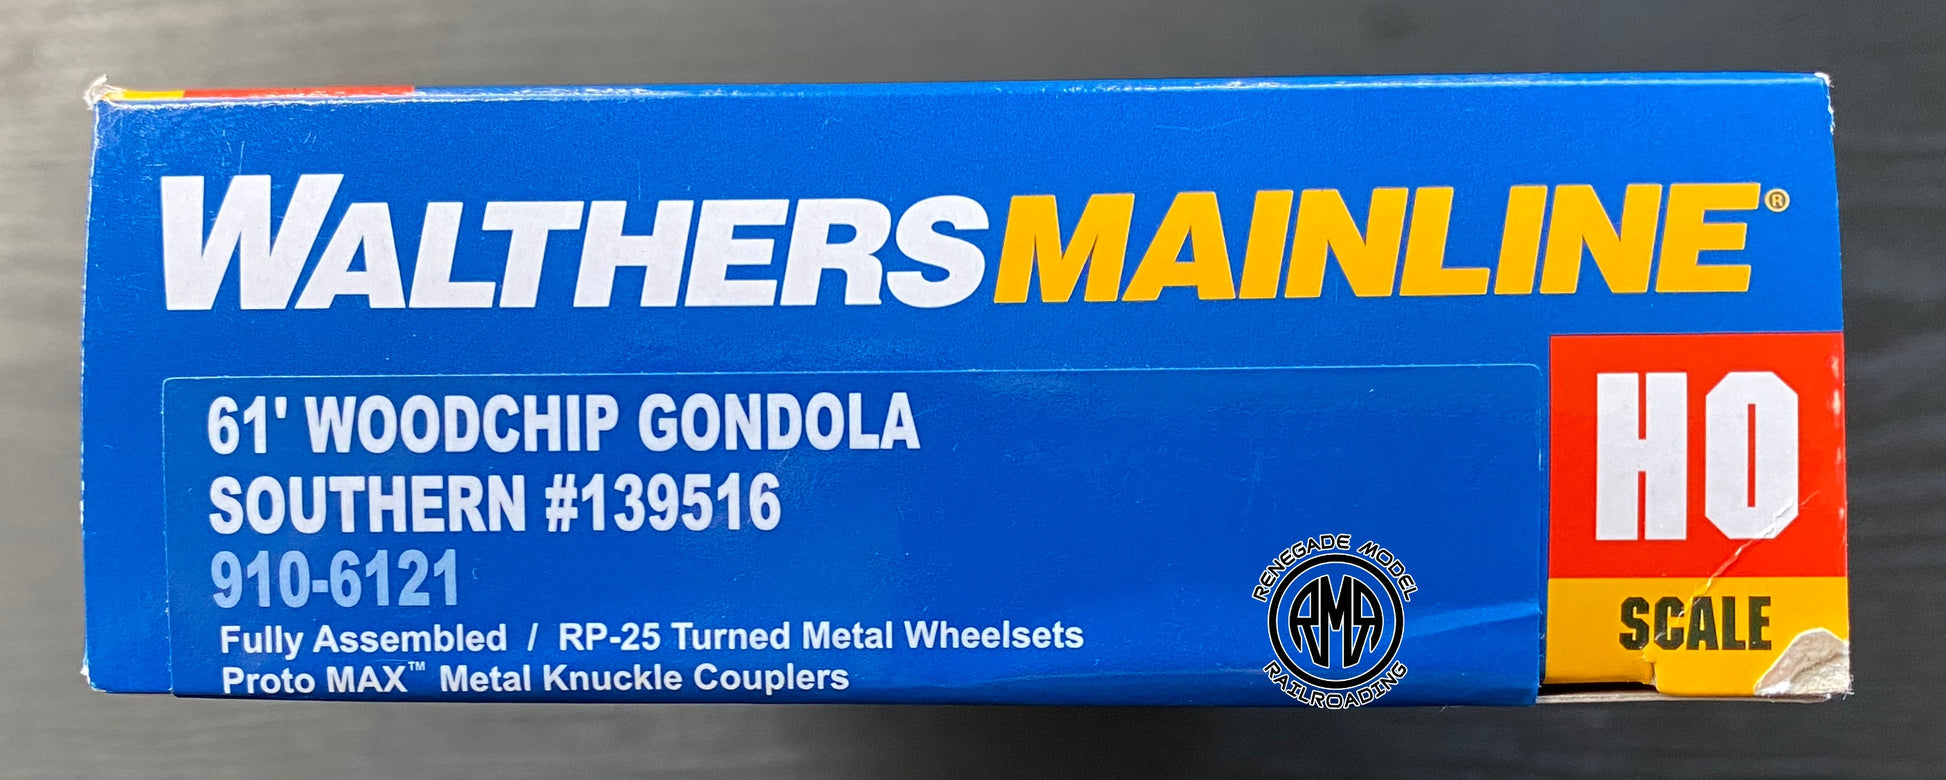 WALTHERSMAINLINE®
61' WOODCHIP GONDOLA
SOUTHERN #139516
910-6121
Fully Assembled / RP-25 Turned Metal Wheelsets
Proto MAX™ Metal Knuckle Couplers
HO
SCALE
RENEGADE MODEL
RMR
RAILROADING